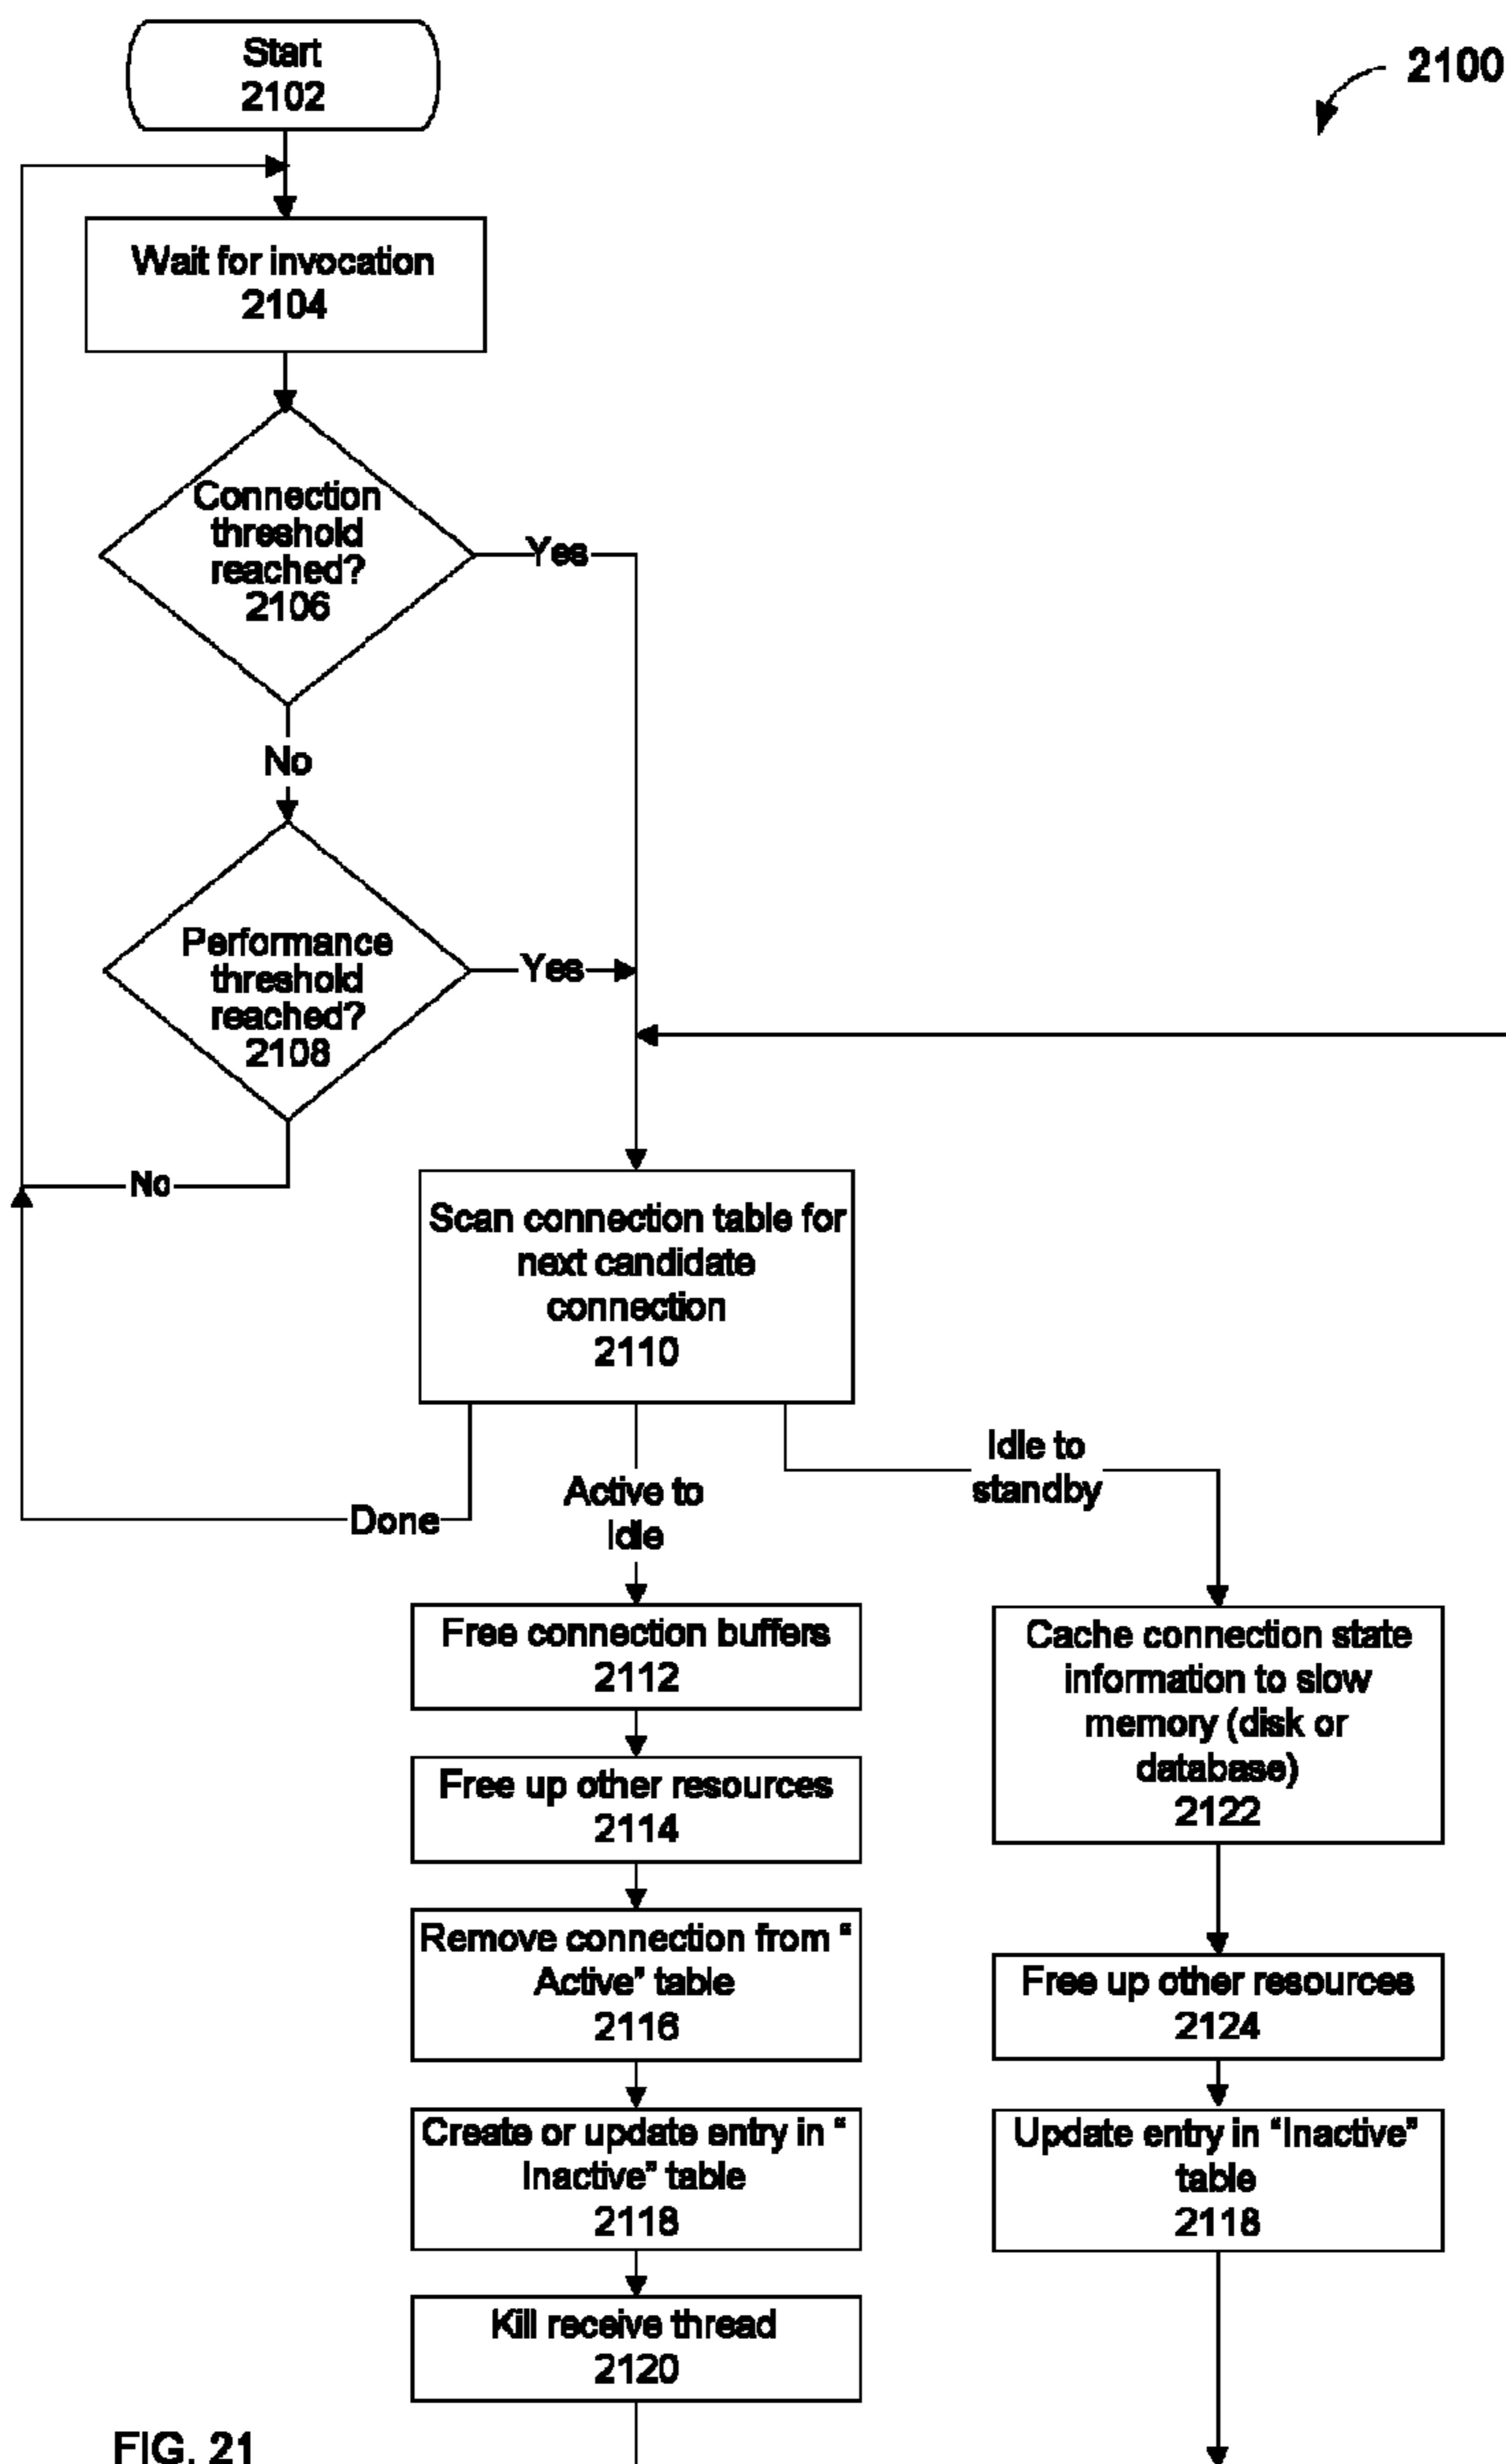 Start
2102
2100
Wait for invocation
2104
Connection
threshold
reached?
2106
Yes
No
Performance
threshold
reached?
2108
Yes
No
Scan connection table for
next candidate
connection
2110
Done
Active to
Idle
Idle to
standby
Free connection buffers
2112
Free up other resources
2114
Remove connection from “
Active” table
2116
Create or update entry in “
Inactive” table
2118
Kill receive thread
2120
Cache connection state
information to slow
memory (disk or
database)
2122
Free up other resources
2124
Update entry in “Inactive”
table
2118
FIG. 21